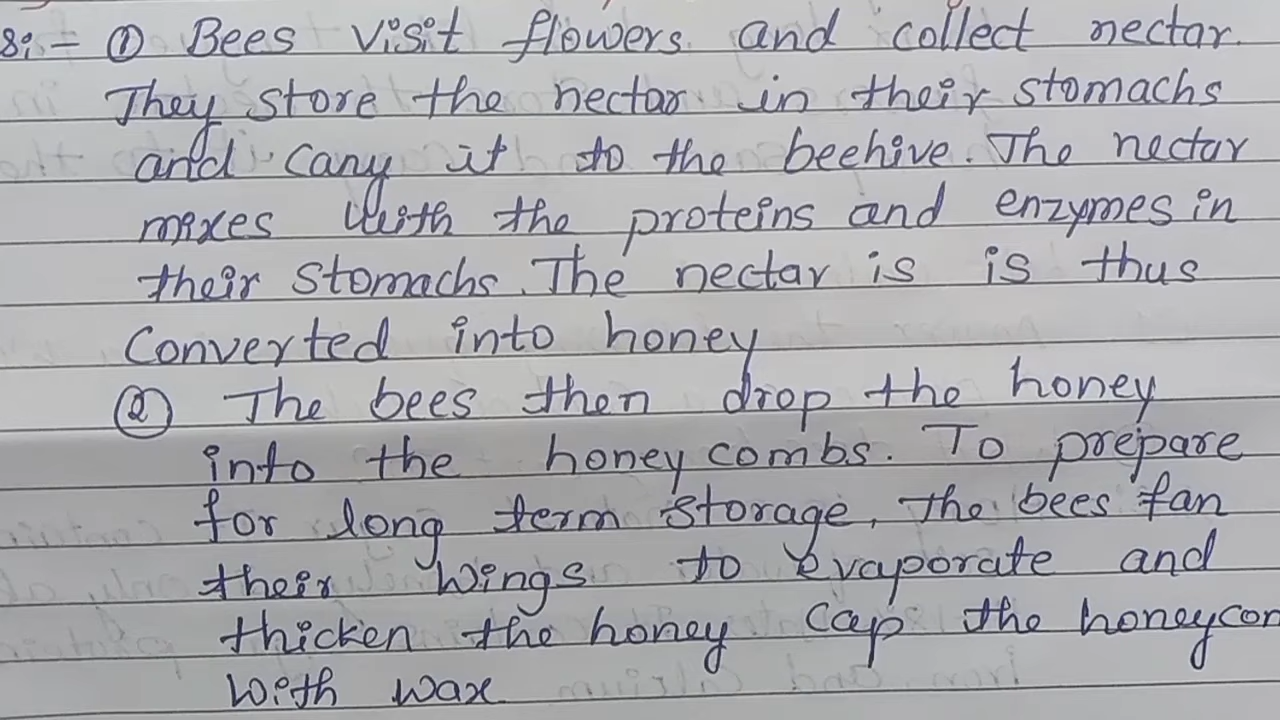 8:- ① Bees visit flowers and collect nectar.
They store the nectar in their stomachs
and cany it to the beehive. The nectar
mixes with the proteins and enzymes in
their stomachs. The nectar is is thus
Converted into honey
② The bees then drop the honey
into the honey combs. To prepare
for long term storage, the bees fan
their wings to evaporate and
thicken the honey cap the honeycom
with wax